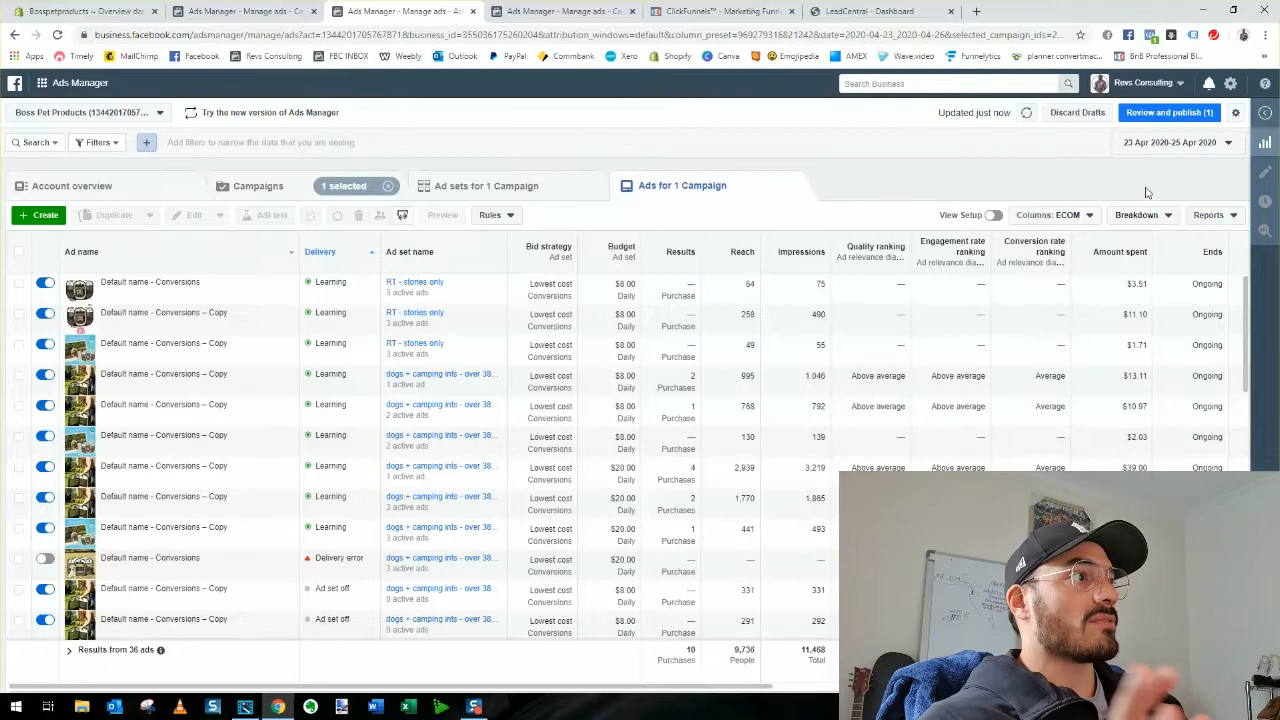 Bosspetproducts ~ Overview das
Ads Manager - Manage ads - Cam
Ads Manager - Manage ads - Ad
Ads Manager - Manage ads - Ca
ClickFunnels™ - Marketing Funn
LeadCentral – Dashboard
business.facebook.com/adsmanager/manage/ads?act=1344201705767871&business_id=355036175260204&attribution_windows=default&column_preset=969279316821242&date=2020-04-23_2020-04-26&selected_campaign_ids=2...
Apps Timely MailChimp Facebook Revs Consulting FBC INBOX Westley Outlook PayPal Commbank Xero Shopify Canva Emojipedia AMEX Wave.video Funnelytics planner.convertmac... BnB Professional Bl...
Ads Manager
Search Business
Revs Consulting
Boss Pet Products (13442017057...
Try the new version of Ads Manager
Updated just now
Discard Drafts
Review and publish (1)
Search Filters + Add filters to narrow the data that you are seeing.
23 Apr 2020-25 Apr 2020
Account overview
Campaigns
1 selected
Ad sets for 1 Campaign
Ads for 1 Campaign
+ Create Duplicate Edit A/B test Preview Rules
View Setup Columns: ECOM Breakdown Reports
Ad name Delivery Ad set name Bid strategy Ad set Budget Ad set Results Reach Impressions Quality ranking Ad relevance dia... Engagement rate ranking Ad relevance dia... Conversion rate ranking Ad relevance dia... Amount spent Ends
Default name - Conversions Learning RT - stories only Lowest cost $8.00 — 64 75 — — — $3.51 Ongoing
3 active ads Conversions Daily Purchase
Default name - Conversions – Copy Learning RT - stories only Lowest cost $8.00 — 258 490 — — — $11.10 Ongoing
3 active ads Conversions Daily Purchase
Default name - Conversions – Copy Learning RT - stories only Lowest cost $8.00 — 49 55 — — — $1.71 Ongoing
3 active ads Conversions Daily Purchase
Default name - Conversions – Copy Learning dogs + camping ints - over 38... Lowest cost $8.00 2 995 1,046 Above average Above average Average $13.11 Ongoing
1 active ad Conversions Daily Purchases
Default name - Conversions – Copy Learning dogs + camping ints - over 38... Lowest cost $8.00 1 768 792 Above average Above average Average $10.97 Ongoing
2 active ads Conversions Daily Purchase
Default name - Conversions – Copy Learning dogs + camping ints - over 38... Lowest cost $8.00 — 130 139 — — — $2.03 Ongoing
2 active ads Conversions Daily Purchase
Default name - Conversions – Copy Learning dogs + camping ints - over 38... Lowest cost $20.00 4 2,939 3,219 Above average Above average Average $39.00 Ongoing
1 active ad Conversions Daily Purchases
Default name - Conversions – Copy Learning dogs + camping ints - over 38... Lowest cost $20.00 2 1,770 1,865
3 active ads Conversions Daily Purchases
Default name - Conversions – Copy Learning dogs + camping ints - over 38... Lowest cost $20.00 1 441 493
3 active ads Conversions Daily Purchase
Default name - Conversions Delivery error dogs + camping ints - over 38... Lowest cost $20.00 — — —
3 active ads Conversions Daily Purchase
Default name - Conversions – Copy Ad set off dogs + camping ints - over 38... Lowest cost $8.00 — 331 331
0 active ads Conversions Daily Purchase
Default name - Conversions – Copy Ad set off dogs + camping ints - over 38... Lowest cost $8.00 — 291 292
0 active ads Conversions Daily Purchase
Results from 36 ads 10 9,736 11,468
Purchases People Total